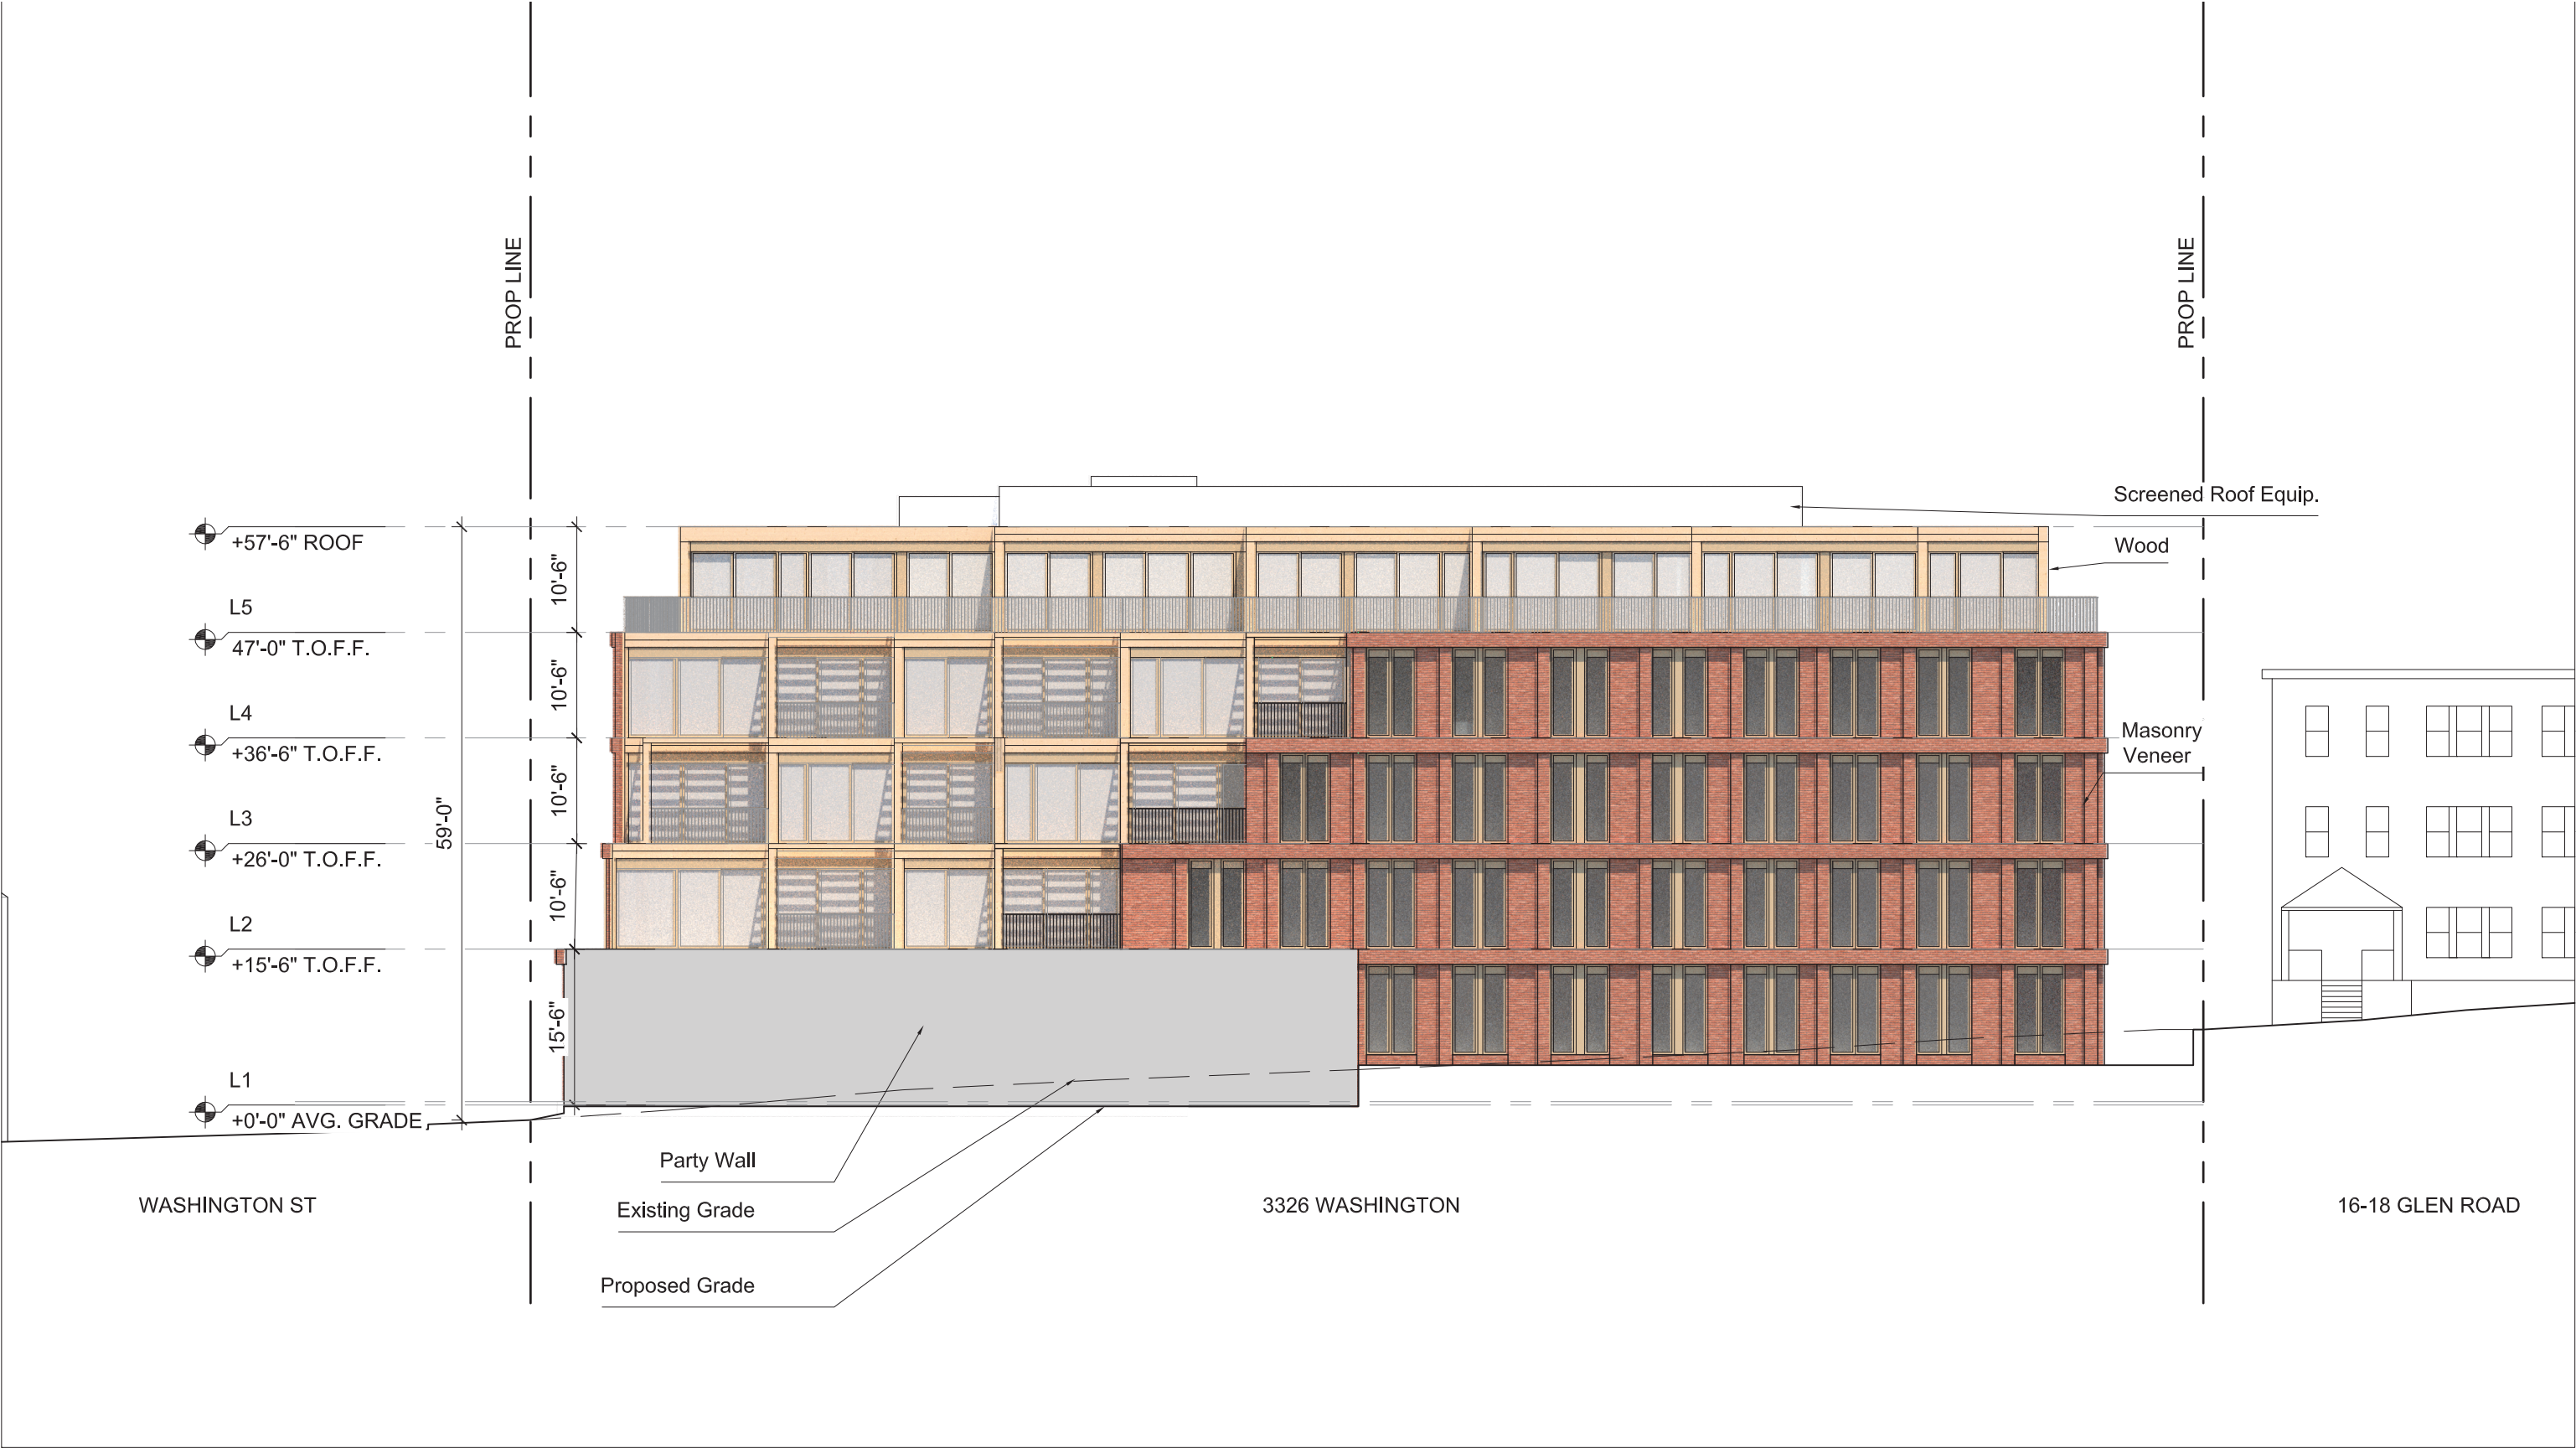 PROP LINE
PROP LINE
Screened Roof Equip.
+57'-6" ROOF
Wood
10'-6"
L5
47'-0" T.O.F.F.
10'-6"
L4
+36'-6" T.O.F.F.
Masonry
Veneer
10'-6"
59'-0"
L3
+26'-0" T.O.F.F.
10'-6"
L2
+15'-6" T.O.F.F.
15'-6"
L1
+0'-0" AVG. GRADE
Party Wall
Existing Grade
Proposed Grade
WASHINGTON ST
3326 WASHINGTON
16-18 GLEN ROAD